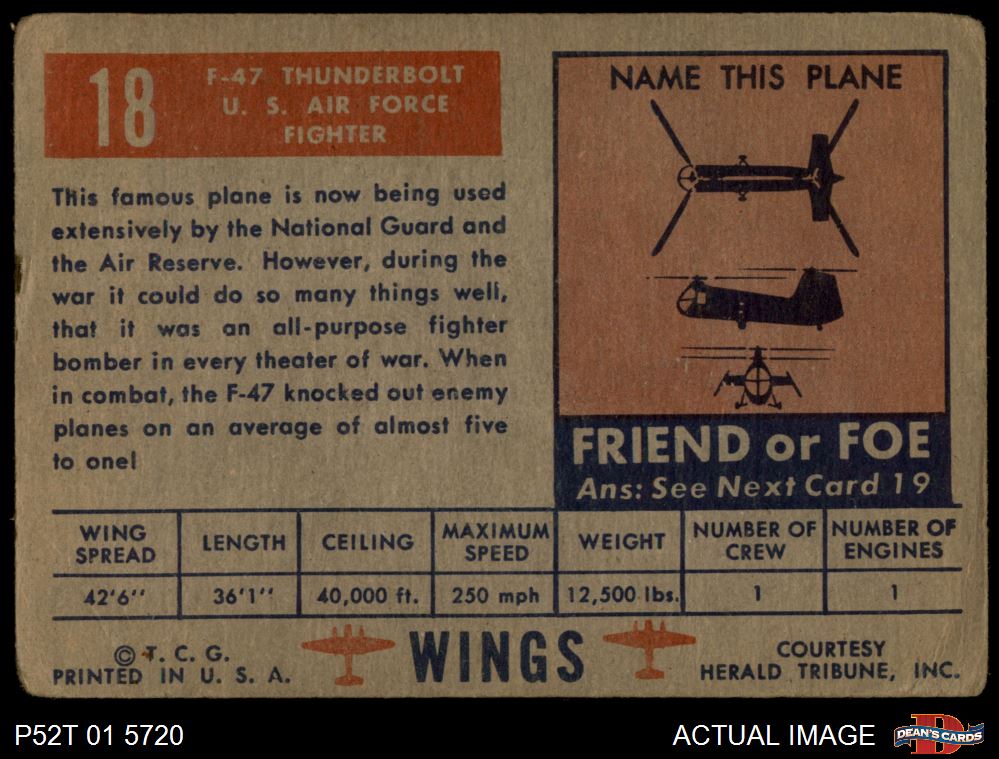 18
F-47 THUNDERBOLT
U. S. AIR FORCE
FIGHTER
This famous plane is now being used
extensively by the National Guard and
the Air Reserve. However, during the
war it could do so many things well,
that it was an all-purpose fighter
bomber in every theater of war. When
in combat, the F-47 knocked out enemy
planes on an average of almost five
to one!
NAME THIS PLANE
FRIEND or FOE
Ans: See Next Card 19
WING SPREAD LENGTH CEILING MAXIMUM SPEED WEIGHT NUMBER OF CREW NUMBER OF ENGINES
42'6" 36'1" 40,000 ft. 250 mph 12,500 lbs. 1 1
© T. C. G.
PRINTED IN U. S. A.
WINGS
COURTESY
HERALD TRIBUNE, INC.
P52T 01 5720
ACTUAL IMAGE
D
DEAN'S CARDS